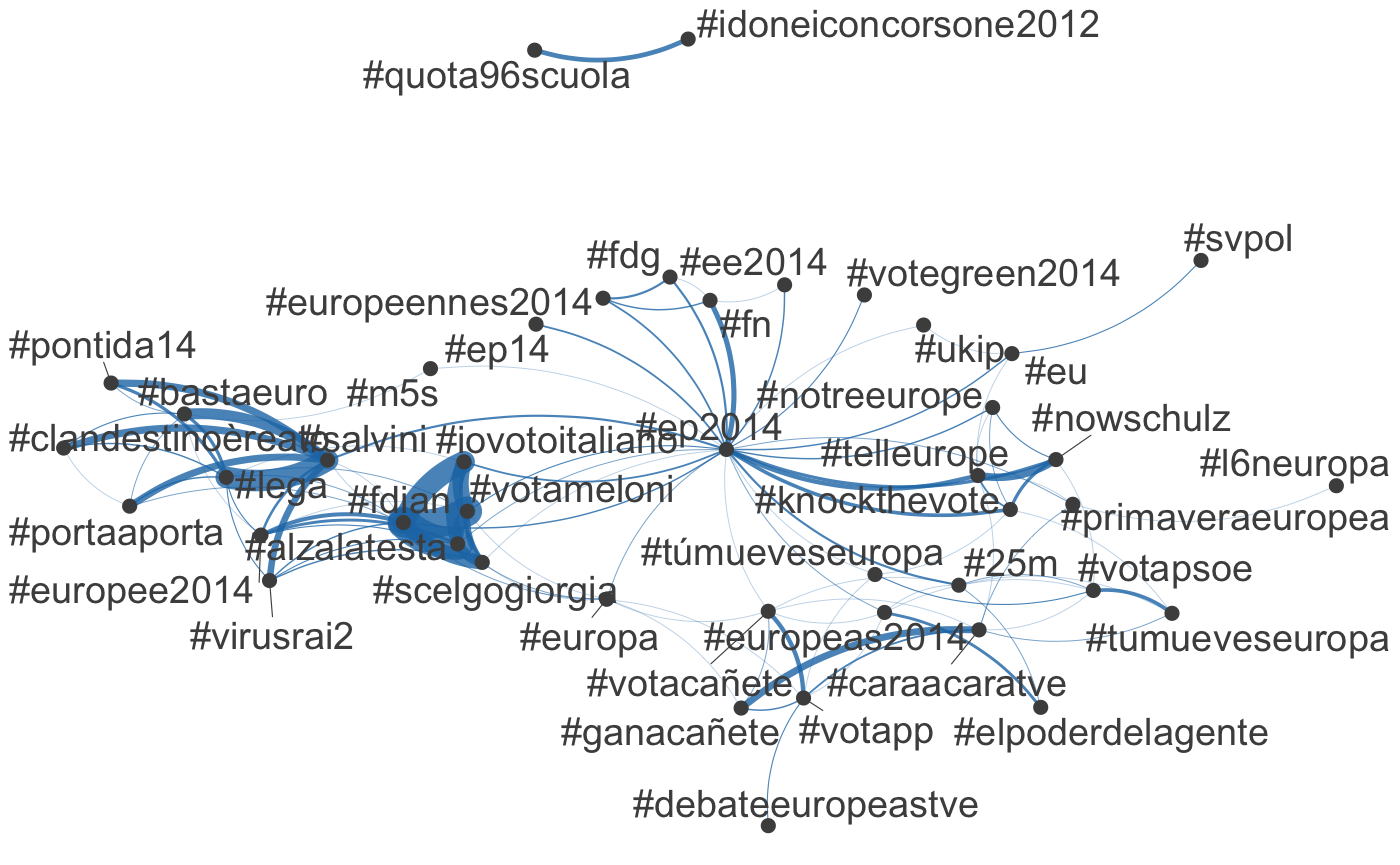 #idoneiconcorsone2012
#quota96scuola
#svpol
#fdg
#ee2014
#votegreen2014
#europeennes2014
#fn
#pontida14
#ep14
#ukip
#eu
#bastaeuro
#m5s
#notreeurope
#nowschulz
#clandestinoèreato
#salvini
#iovotoitaliano
#ep2014
#telleurope
#l6neuropa
#lega
#fdian
#votameloni
#knockthevote
#primaveraeuropea
#portaaporta
#alzalatesta
#túmueveseuropa
#25m
#votapsoe
#europee2014
#scelgogiorgia
#virusrai2
#europa
#europeas2014
#tumueveseuropa
#votacañete
#caraacaratve
#ganacañete
#votapp
#elpoderdelagente
#debateeuropeastve